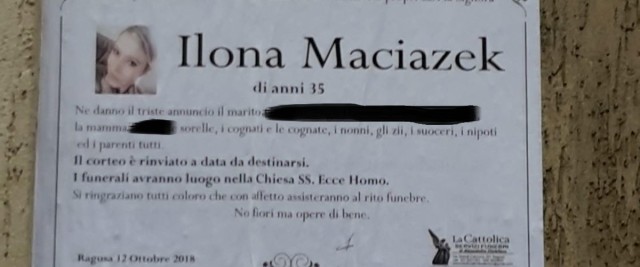 Ilona Maciazek
di anni 35
Ne danno il triste annuncio il marito
la mamma sorelle, i cognati e le cognate, i nonni, gli zii, i suoceri, i nipoti
ed i parenti tutti.
Il corteo è rinviato a data da destinarsi.
I funerali avranno luogo nella Chiesa SS. Ecce Homo.
Si ringraziano tutti coloro che con affetto assisteranno al rito funebre.
No fiori ma opere di bene.
La Cattolica
SERVIZI FUNEBRI
Ragusa 12 Ottobre 2018